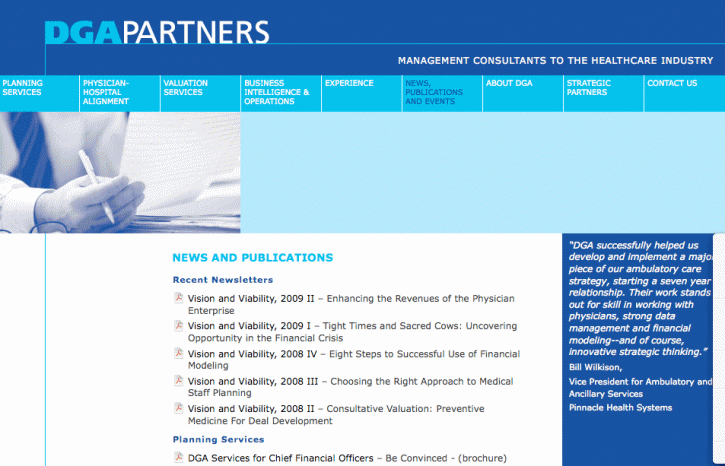 DGAPARTNERS
MANAGEMENT CONSULTANTS TO THE HEALTHCARE INDUSTRY
PLANNING
SERVICES
PHYSICIAN-
HOSPITAL
ALIGNMENT
VALUATION
SERVICES
BUSINESS
INTELLIGENCE &
OPERATIONS
EXPERIENCE
NEWS,
PUBLICATIONS
AND EVENTS
ABOUT DGA
STRATEGIC
PARTNERS
CONTACT US
NEWS AND PUBLICATIONS
Recent Newsletters
Vision and Viability, 2009 II – Enhancing the Revenues of the Physician
Enterprise
Vision and Viability, 2009 I – Tight Times and Sacred Cows: Uncovering
Opportunity in the Financial Crisis
Vision and Viability, 2008 IV – Eight Steps to Successful Use of Financial
Modeling
Vision and Viability, 2008 III – Choosing the Right Approach to Medical
Staff Planning
Vision and Viability, 2008 II – Consultative Valuation: Preventive
Medicine For Deal Development
Planning Services
DGA Services for Chief Financial Officers – Be Convinced - (brochure)
"DGA successfully helped us
develop and implement a major
piece of our ambulatory care
strategy, starting a seven year
relationship. Their work stands
out for skill in working with
physicians, strong data
management and financial
modeling--and of course,
innovative strategic thinking."
Bill Wilkison,
Vice President for Ambulatory and
Ancillary Services
Pinnacle Health Systems